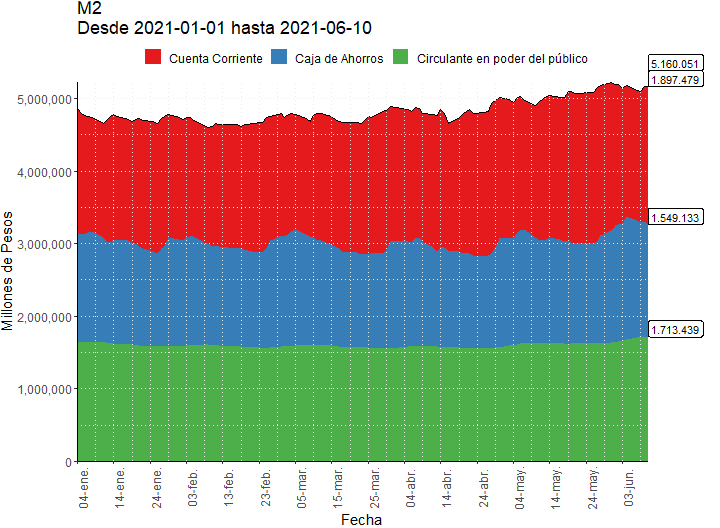 M2
Desde 2021-01-01 hasta 2021-06-10
Cuenta Corriente Caja de Ahorros Circulante en poder del público
5.160.051
1.897.479
1.549.133
1.713.439
Millones de Pesos
5,000,000
4,000,000
3,000,000
2,000,000
1,000,000
0
04-ene. 14-ene. 24-ene. 03-feb. 13-feb. 23-feb. 05-mar. 15-mar. 25-mar. 04-abr. 14-abr. 24-abr. 04-may. 14-may. 24-may. 03-jun.
Fecha